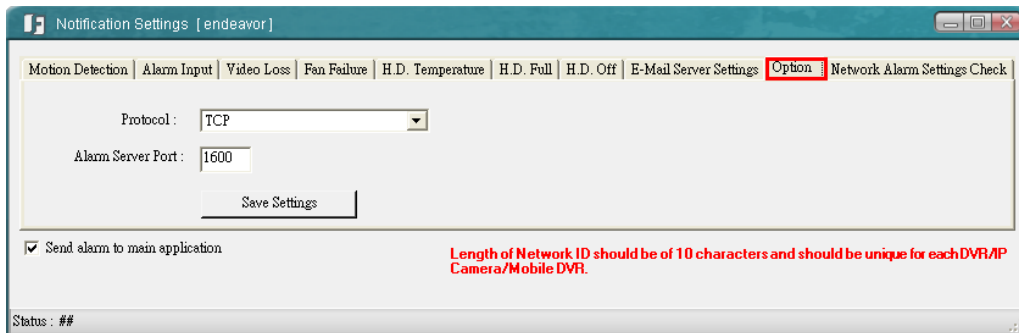 Notification Settings [ endeavor ]
Motion Detection Alarm Input Video Loss Fan Failure H.D. Temperature H.D. Full H.D. Off E-Mail Server Settings Option Network Alarm Settings Check
Protocol : TCP
Alarm Server Port : 1600
Save Settings
Send alarm to main application
Length of Network ID should be of 10 characters and should be unique for each DVR/IP
Camera/Mobile DVR.
Status : ##